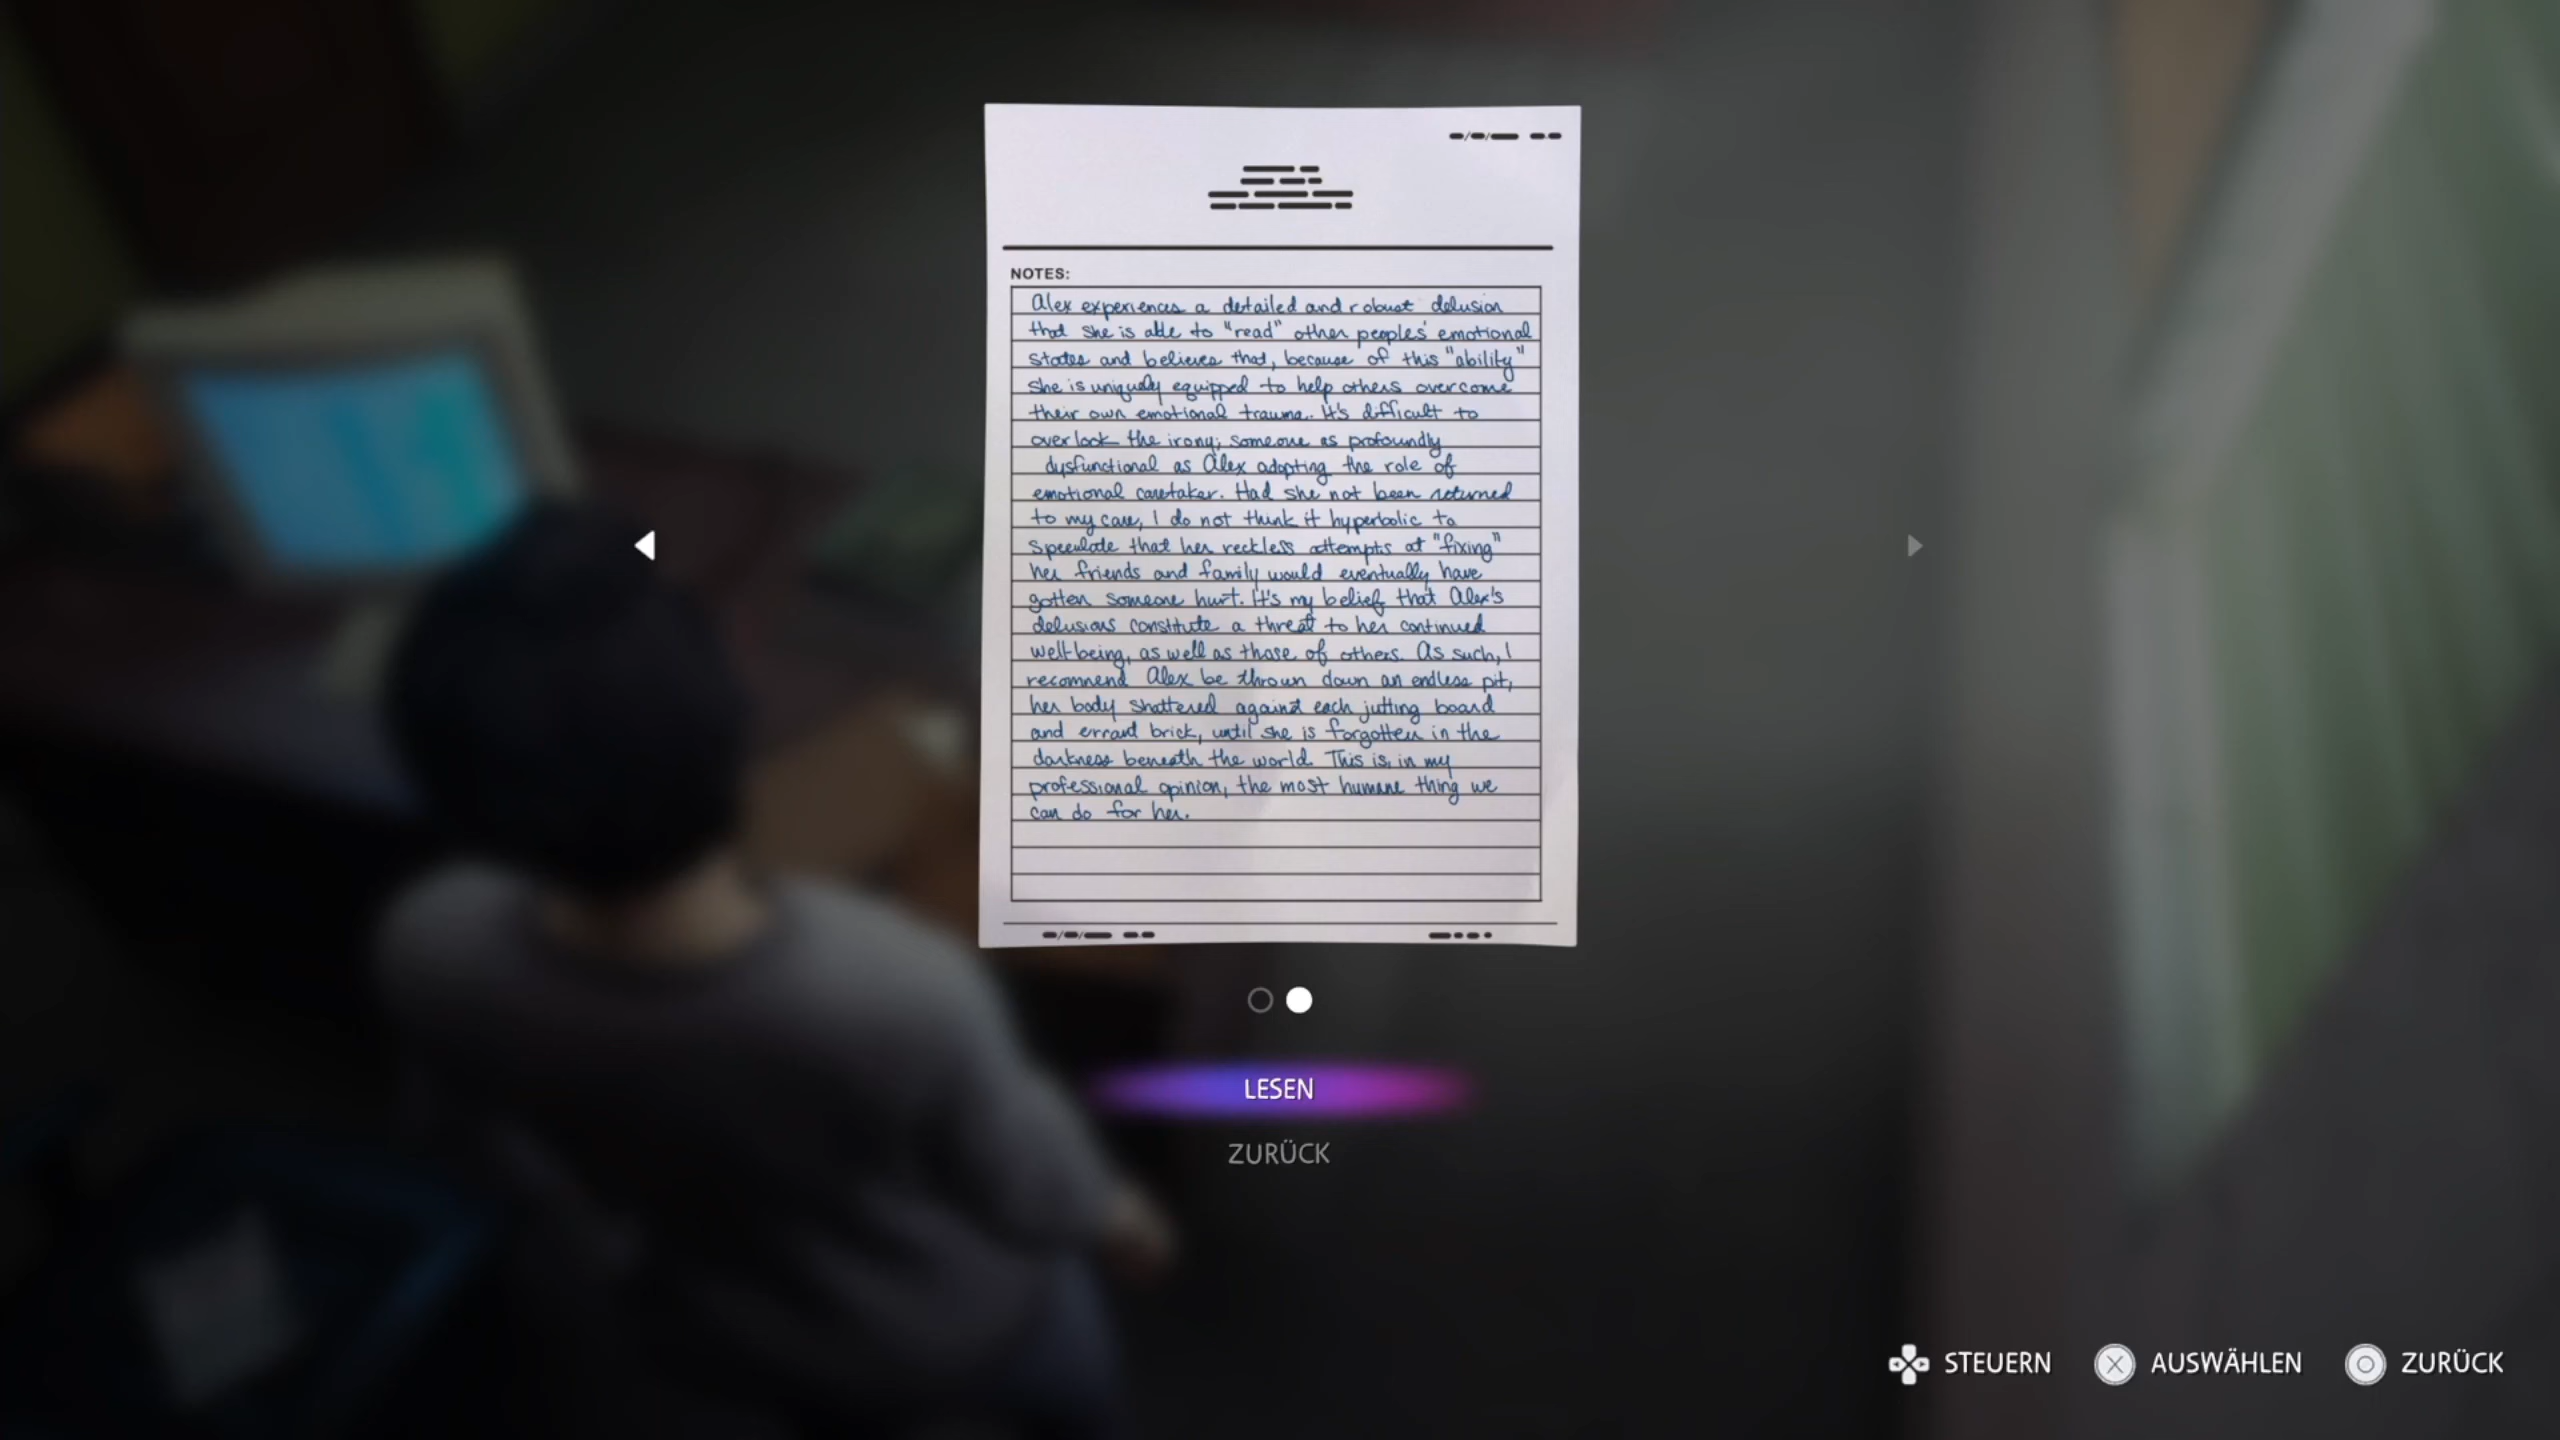 NOTES:
Alex experiences a detailed and robust delusion
that she is able to "read" other peoples' emotional
states and believes that, because of this "ability"
she is uniquely equipped to help others overcome
their own emotional trauma. It's difficult to
overlook the irony; someone as profoundly
dysfunctional as Alex adopting the role of
emotional caretaker. Had she not been returned
to my care, I do not think it hyperbolic to
speculate that her reckless attempts at "fixing"
her friends and family would eventually have
gotten someone hurt. It's my belief that Alex's
delusions constitute a threat to her continued
well-being, as well as those of others. As such, I
recomnend Alex be thrown down an endless pit,
her body shattered against each jutting board
and errant brick, until she is forgotten in the
darkness beneath the world. This is, in my
professional opinion, the most humane thing we
can do for her.
LESEN
ZURÜCK
STEUERN AUSWÄHLEN ZURÜCK